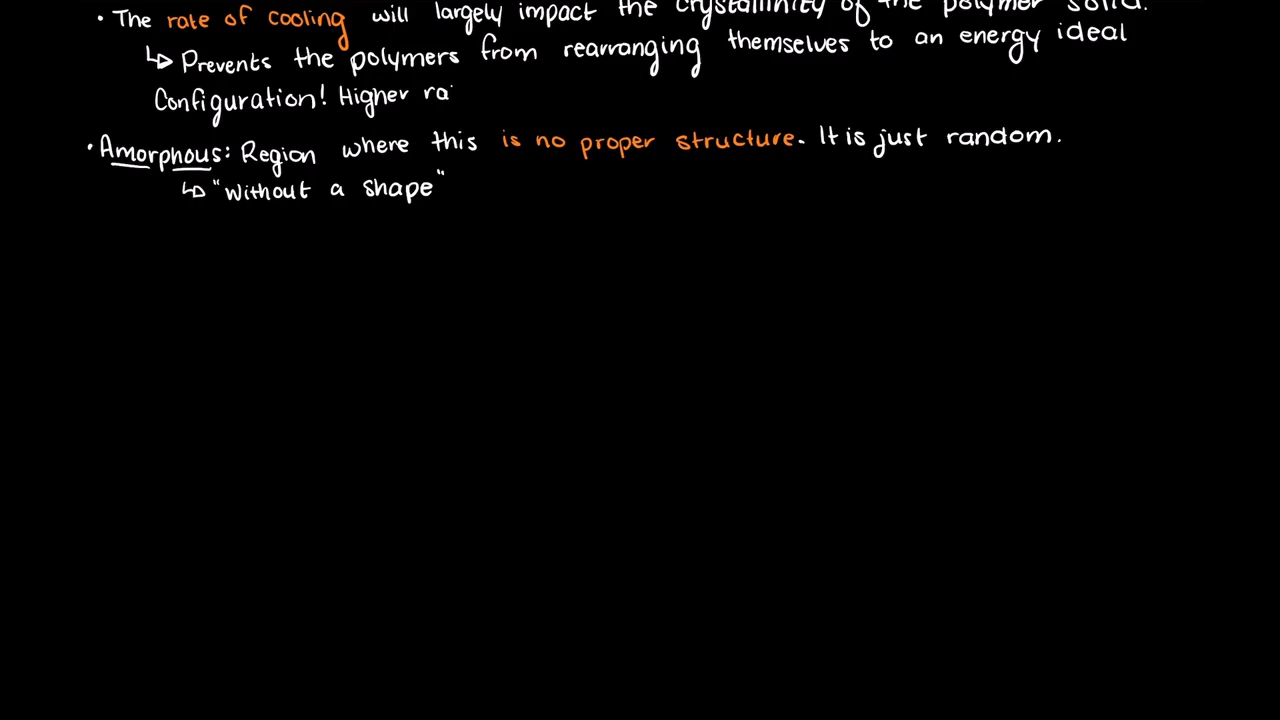 • The rate of cooling will largely impact the crystallinity of the polymer solid.
↳ Prevents the polymers from rearranging themselves to an energy ideal
Configuration! Higher ra
• Amorphous: Region where this is no proper structure. It is just random.
↳ "Without a shape"